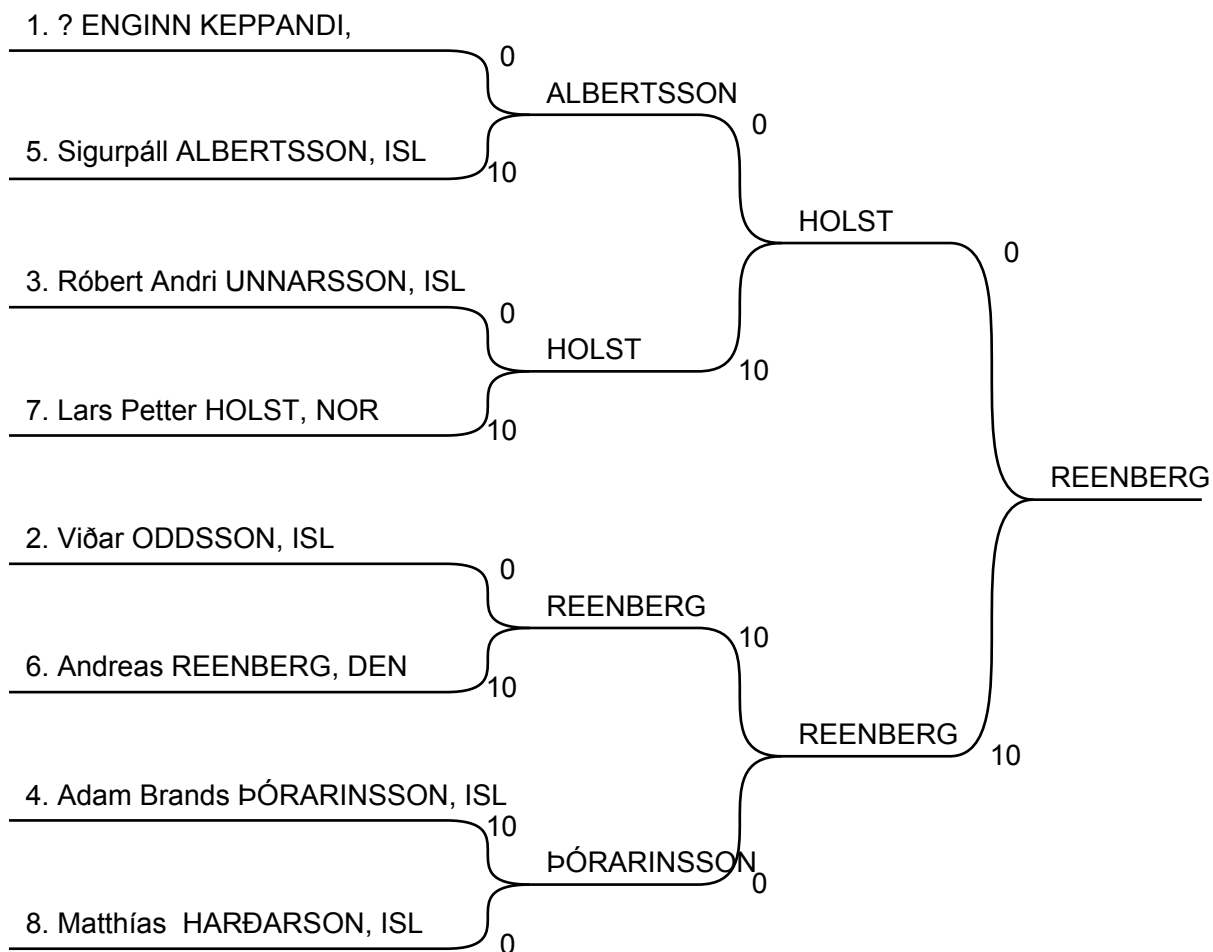 1. ? ENGINN KEPPANDI,
0
ALBERTSSON
0
5. Sigurpáll ALBERTSSON, ISL
10
HOLST
0
3. Róbert Andri UNNARSSON, ISL
0
HOLST
10
7. Lars Petter HOLST, NOR
10
REENBERG
2. Viðar ODDSSON, ISL
0
REENBERG
10
6. Andreas REENBERG, DEN
10
REENBERG
10
4. Adam Brands ÞÓRARINSSON, ISL
10
ÞÓRARINSSON
0
8. Matthías  HARÐARSON, ISL
0